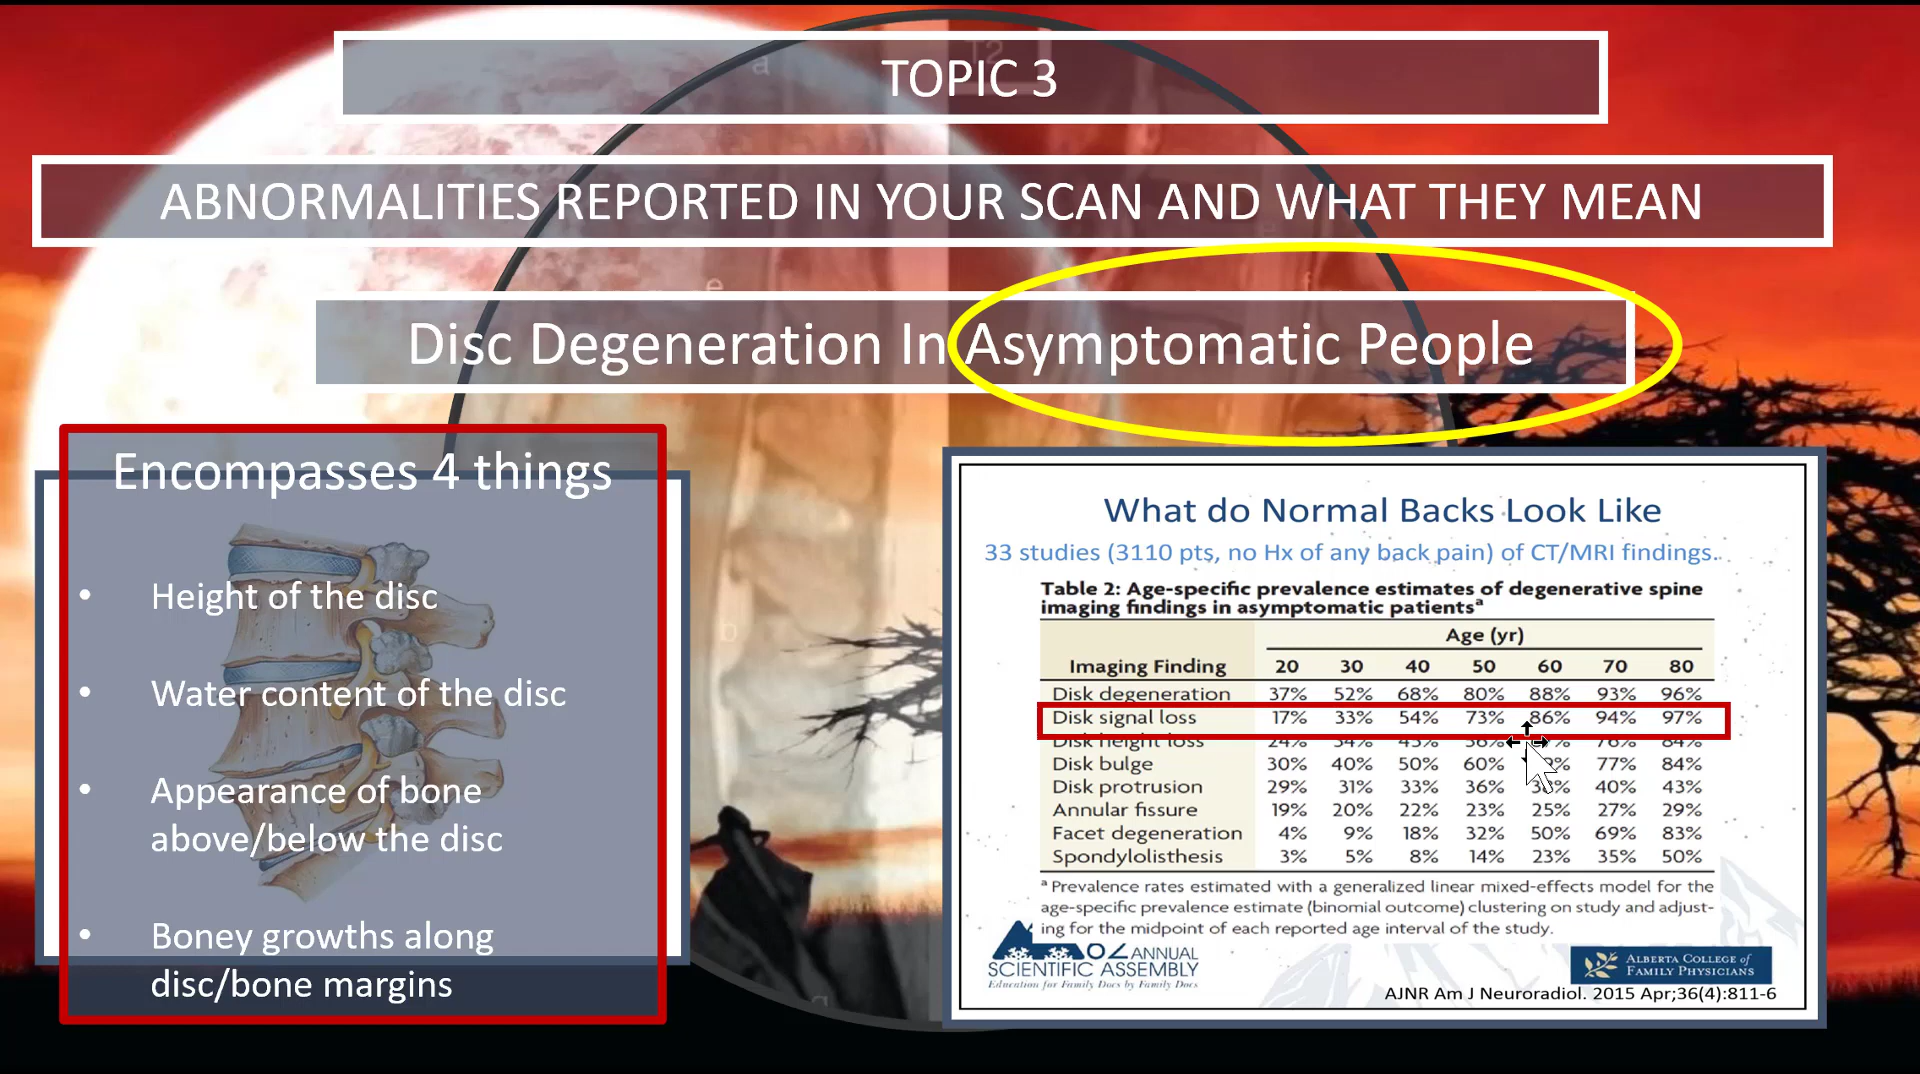 TOPIC 3
ABNORMALITIES REPORTED IN YOUR SCAN AND WHAT THEY MEAN
Disc Degeneration In Asymptomatic People
Encompasses 4 things
• Height of the disc
• Water content of the disc
• Appearance of bone
above/below the disc
• Boney growths along
disc/bone margins
What do Normal Backs Look Like
33 studies (3110 pts, no Hx of any back pain) of CT/MRI findings.
Table 2: Age-specific prevalence estimates of degenerative spine
imaging findings in asymptomatic patientsª
Age (yr)
Imaging Finding 20 30 40 50 60 70 80
Disk degeneration 37% 52% 68% 80% 88% 93% 96%
Disk signal loss 17% 33% 54% 73% 86% 94% 97%
Disk height loss 24% 34% 45% 56% 76% 84%
Disk bulge 30% 40% 50% 60% 77% 84%
Disk protrusion 29% 31% 33% 36% 40% 43%
Annular fissure 19% 20% 22% 23% 25% 27% 29%
Facet degeneration 4% 9% 18% 32% 50% 69% 83%
Spondylolisthesis 3% 5% 8% 14% 23% 35% 50%
ª Prevalence rates estimated with a generalized linear mixed-effects model for the
age-specific prevalence estimate (binomial outcome) clustering on study and adjust-
ing for the midpoint of each reported age interval of the study.
ANNUAL
SCIENTIFIC ASSEMBLY
Education for Family Docs by Family Docs
ALBERTA COLLEGE of
FAMILY PHYSICIANS
AJNR Am J Neuroradiol. 2015 Apr;36(4):811-6